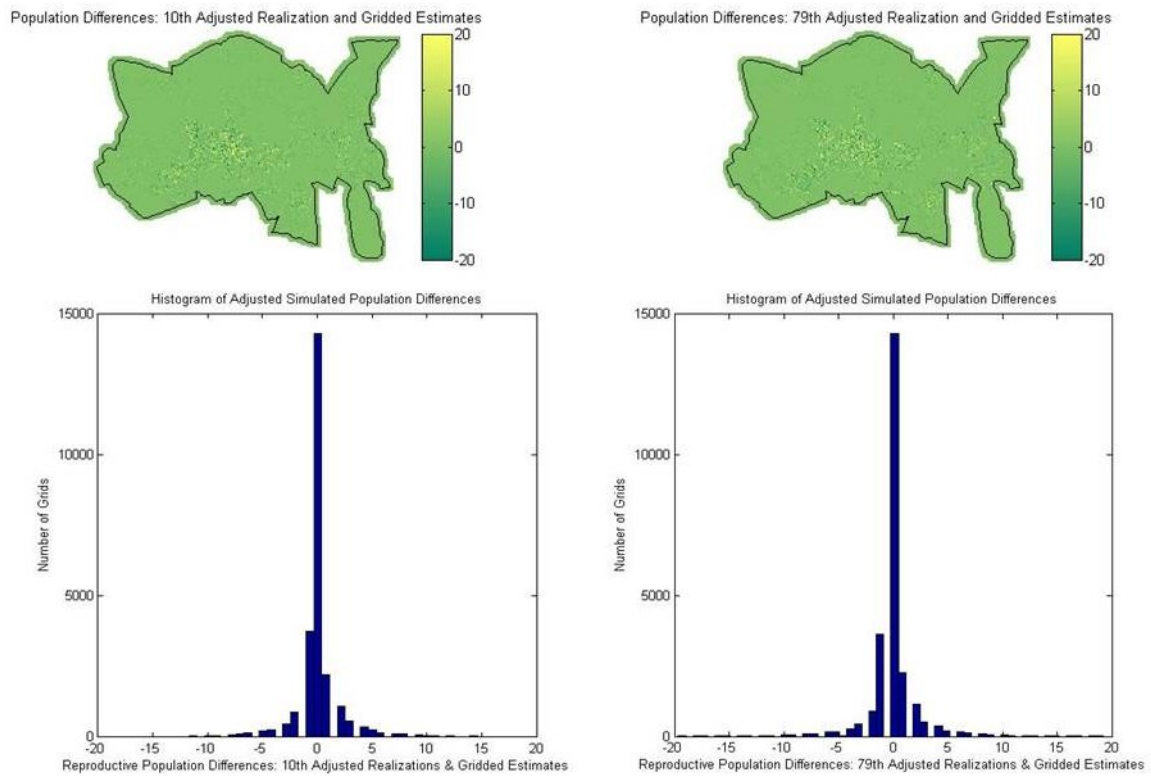 Population Differences: 10th Adjusted Realization and Gridded Estimates
20
10
0
-10
-20
Population Differences: 79th Adjusted Realization and Gridded Estimates
20
10
0
-10
-20
Histogram of Adjusted Simulated Population Differences
15000
10000
5000
0
Number of Grids
-20 -15 -10 -5 0 5 10 15 20
Reproductive Population Differences: 10th Adjusted Realizations & Gridded Estimates
Histogram of Adjusted Simulated Population Differences
15000
10000
5000
0
Number of Grids
-20 -15 -10 -5 0 5 10 15 20
Reproductive Population Differences: 79th Adjusted Realizations & Gridded Estimates